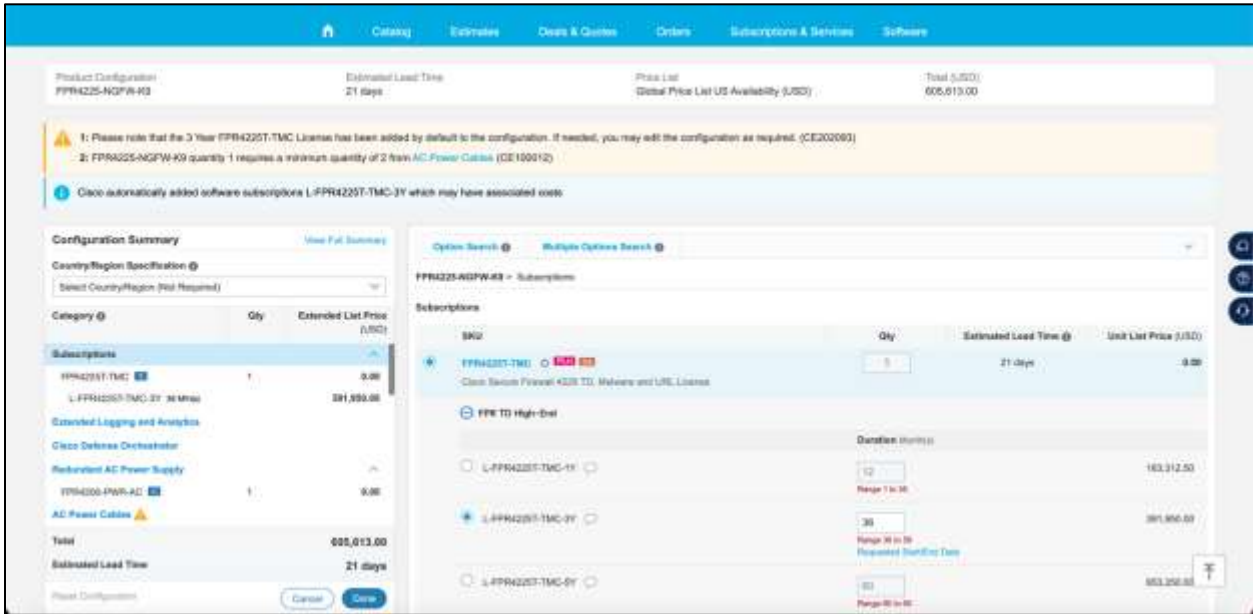 Catalog Estimates Deals & Quotes Orders Subscriptions & Services Software
Product Configuration Estimated Lead Time Price List Total (USD)
FPR4225-NGFW-K9 21 days Global Price List US Availability (USD) 605,613.00
1: Please note that the 3 Year FPR4225T-TMC License has been added by default to the configuration. If needed, you may edit the configuration as required. (CE202093)
2: FPR4225-NGFW-K9 quantity 1 requires a minimum quantity of 2 from AC Power Cables (CE100012)
Cisco automatically added software subscriptions L-FPR4225T-TMC-3Y which may have associated costs
Configuration Summary View Full Summary
Country/Region Specification
Select Country/Region (Not Required)
Category Qty Extended List Price (USD)
Subscriptions
FPR4225T-TMC 1 0.00
L-FPR4225T-TMC-3Y 391,950.00
Extended Logging and Analytics
Cisco Defense Orchestrator
Redundant AC Power Supply
FPR4200-PWR-AC 1 0.00
AC Power Cables
Total 605,613.00
Estimated Lead Time 21 days
Reset Configuration Cancel Done
Option Search Multiple Options Search
FPR4225-NGFW-K9 > Subscriptions
Subscriptions
SKU Qty Estimated Lead Time Unit List Price (USD)
FPR4225T-TMC 21 days 0.00
Cisco Secure Firewall 4225 TD, Malware and URL License
FPR TD High-End
Duration (Months)
L-FPR4225T-TMC-1Y 12 163,312.50
L-FPR4225T-TMC-3Y 36 391,950.00
Requested Start/End Date
L-FPR4225T-TMC-5Y 60